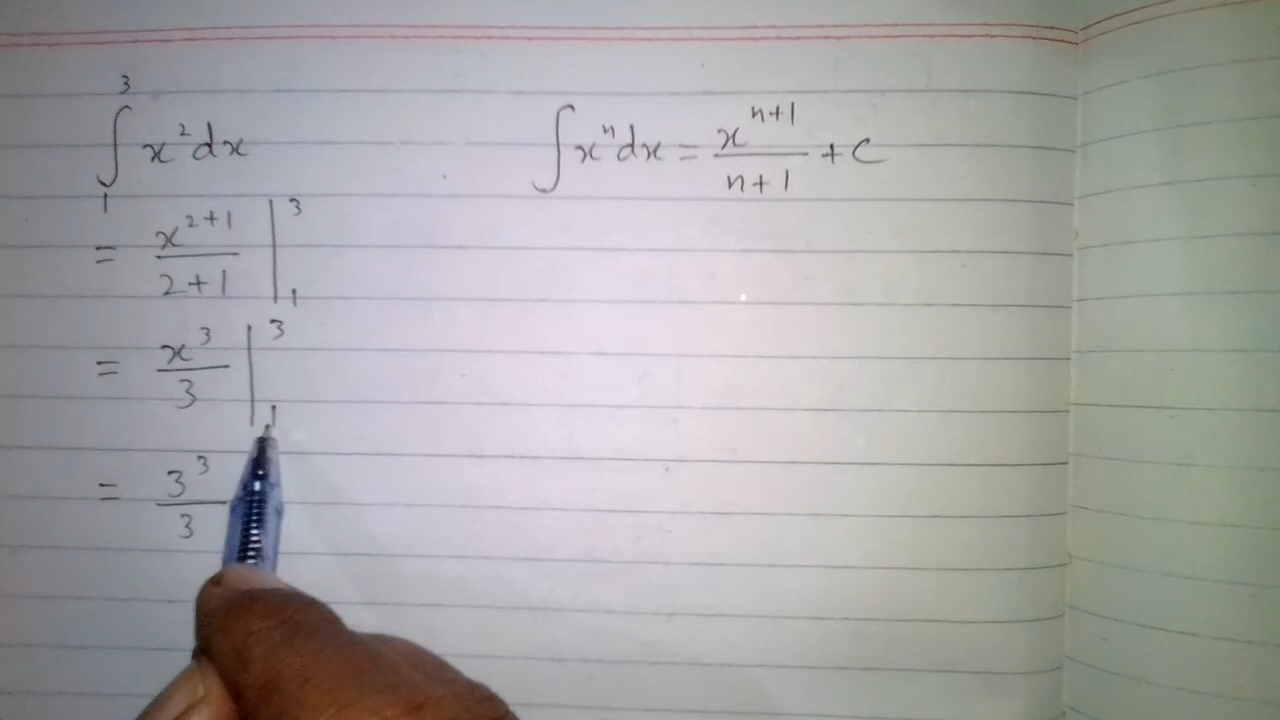 ∫₁³ x² dx
∫ xⁿ dx = xⁿ⁺¹/n+1 + C
= x²⁺¹/2+1 |₁³
= x³/3 |₁³
= 3³/3